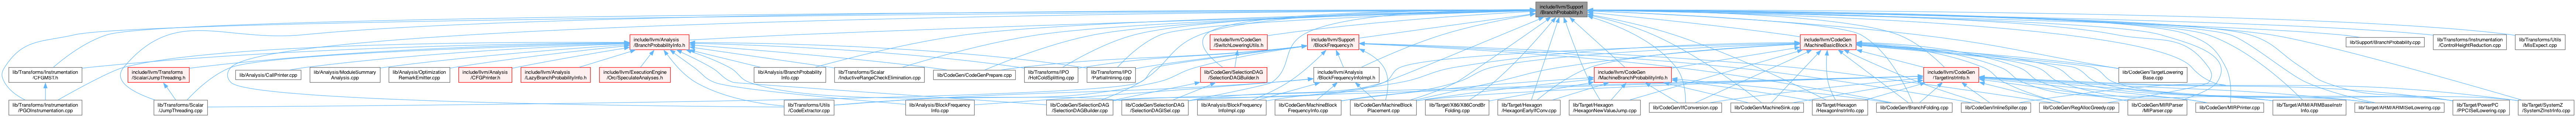 include/llvm/Support
/BranchProbability.h
include/llvm/Analysis
/BranchProbabilityInfo.h
include/llvm/CodeGen
/SwitchLoweringUtils.h
include/llvm/Support
/BlockFrequency.h
include/llvm/CodeGen
/MachineBasicBlock.h
lib/Support/BranchProbability.cpp
lib/Transforms/Instrumentation
/ControlHeightReduction.cpp
lib/Transforms/Utils
/MisExpect.cpp
lib/Transforms/Instrumentation
/CFGMST.h
include/llvm/Transforms
/Scalar/JumpThreading.h
lib/Analysis/CallPrinter.cpp
lib/Analysis/ModuleSummary
Analysis.cpp
lib/Analysis/Optimization
RemarkEmitter.cpp
include/llvm/Analysis
/CFGPrinter.h
include/llvm/Analysis
/LazyBranchProbabilityInfo.h
include/llvm/ExecutionEngine
/Orc/SpeculateAnalyses.h
lib/Analysis/BranchProbability
Info.cpp
lib/Transforms/Scalar
/InductiveRangeCheckElimination.cpp
lib/CodeGen/CodeGenPrepare.cpp
lib/Transforms/IPO
/HotColdSplitting.cpp
lib/Transforms/IPO
/PartialInlining.cpp
include/llvm/CodeGen/SelectionDAG
/SelectionDAGBuilder.h
include/llvm/Analysis
/BlockFrequencyInfoImpl.h
include/llvm/CodeGen
/MachineBranchProbabilityInfo.h
include/llvm/CodeGen
/TargetInstrInfo.h
lib/CodeGen/TargetLowering
Base.cpp
lib/Transforms/Instrumentation
/PGOInstrumentation.cpp
lib/Transforms/Scalar
/JumpThreading.cpp
lib/Transforms/Utils
/CodeExtractor.cpp
lib/Analysis/BlockFrequency
Info.cpp
lib/CodeGen/SelectionDAG
/SelectionDAGBuilder.cpp
lib/CodeGen/SelectionDAG
/SelectionDAGISel.cpp
lib/Analysis/BlockFrequency
InfoImpl.cpp
lib/CodeGen/MachineBlock
FrequencyInfo.cpp
lib/CodeGen/MachineBlock
Placement.cpp
lib/Target/X86/X86CondBr
Folding.cpp
lib/Target/Hexagon
/HexagonEarlyIfConv.cpp
lib/Target/Hexagon
/HexagonNewValueJump.cpp
lib/CodeGen/IfConversion.cpp
lib/CodeGen/MachineSink.cpp
lib/Target/Hexagon
/HexagonInstrInfo.cpp
lib/CodeGen/BranchFolding.cpp
lib/CodeGen/InlineSpiller.cpp
lib/CodeGen/RegAllocGreedy.cpp
lib/CodeGen/MIRParser
/MIParser.cpp
lib/CodeGen/MIRPrinter.cpp
lib/Target/ARM/ARMBaseInstr
Info.cpp
lib/Target/ARM/ARMISelLowering.cpp
lib/Target/PowerPC
/PPCISelLowering.cpp
lib/Target/SystemZ
/SystemZInstrInfo.cpp